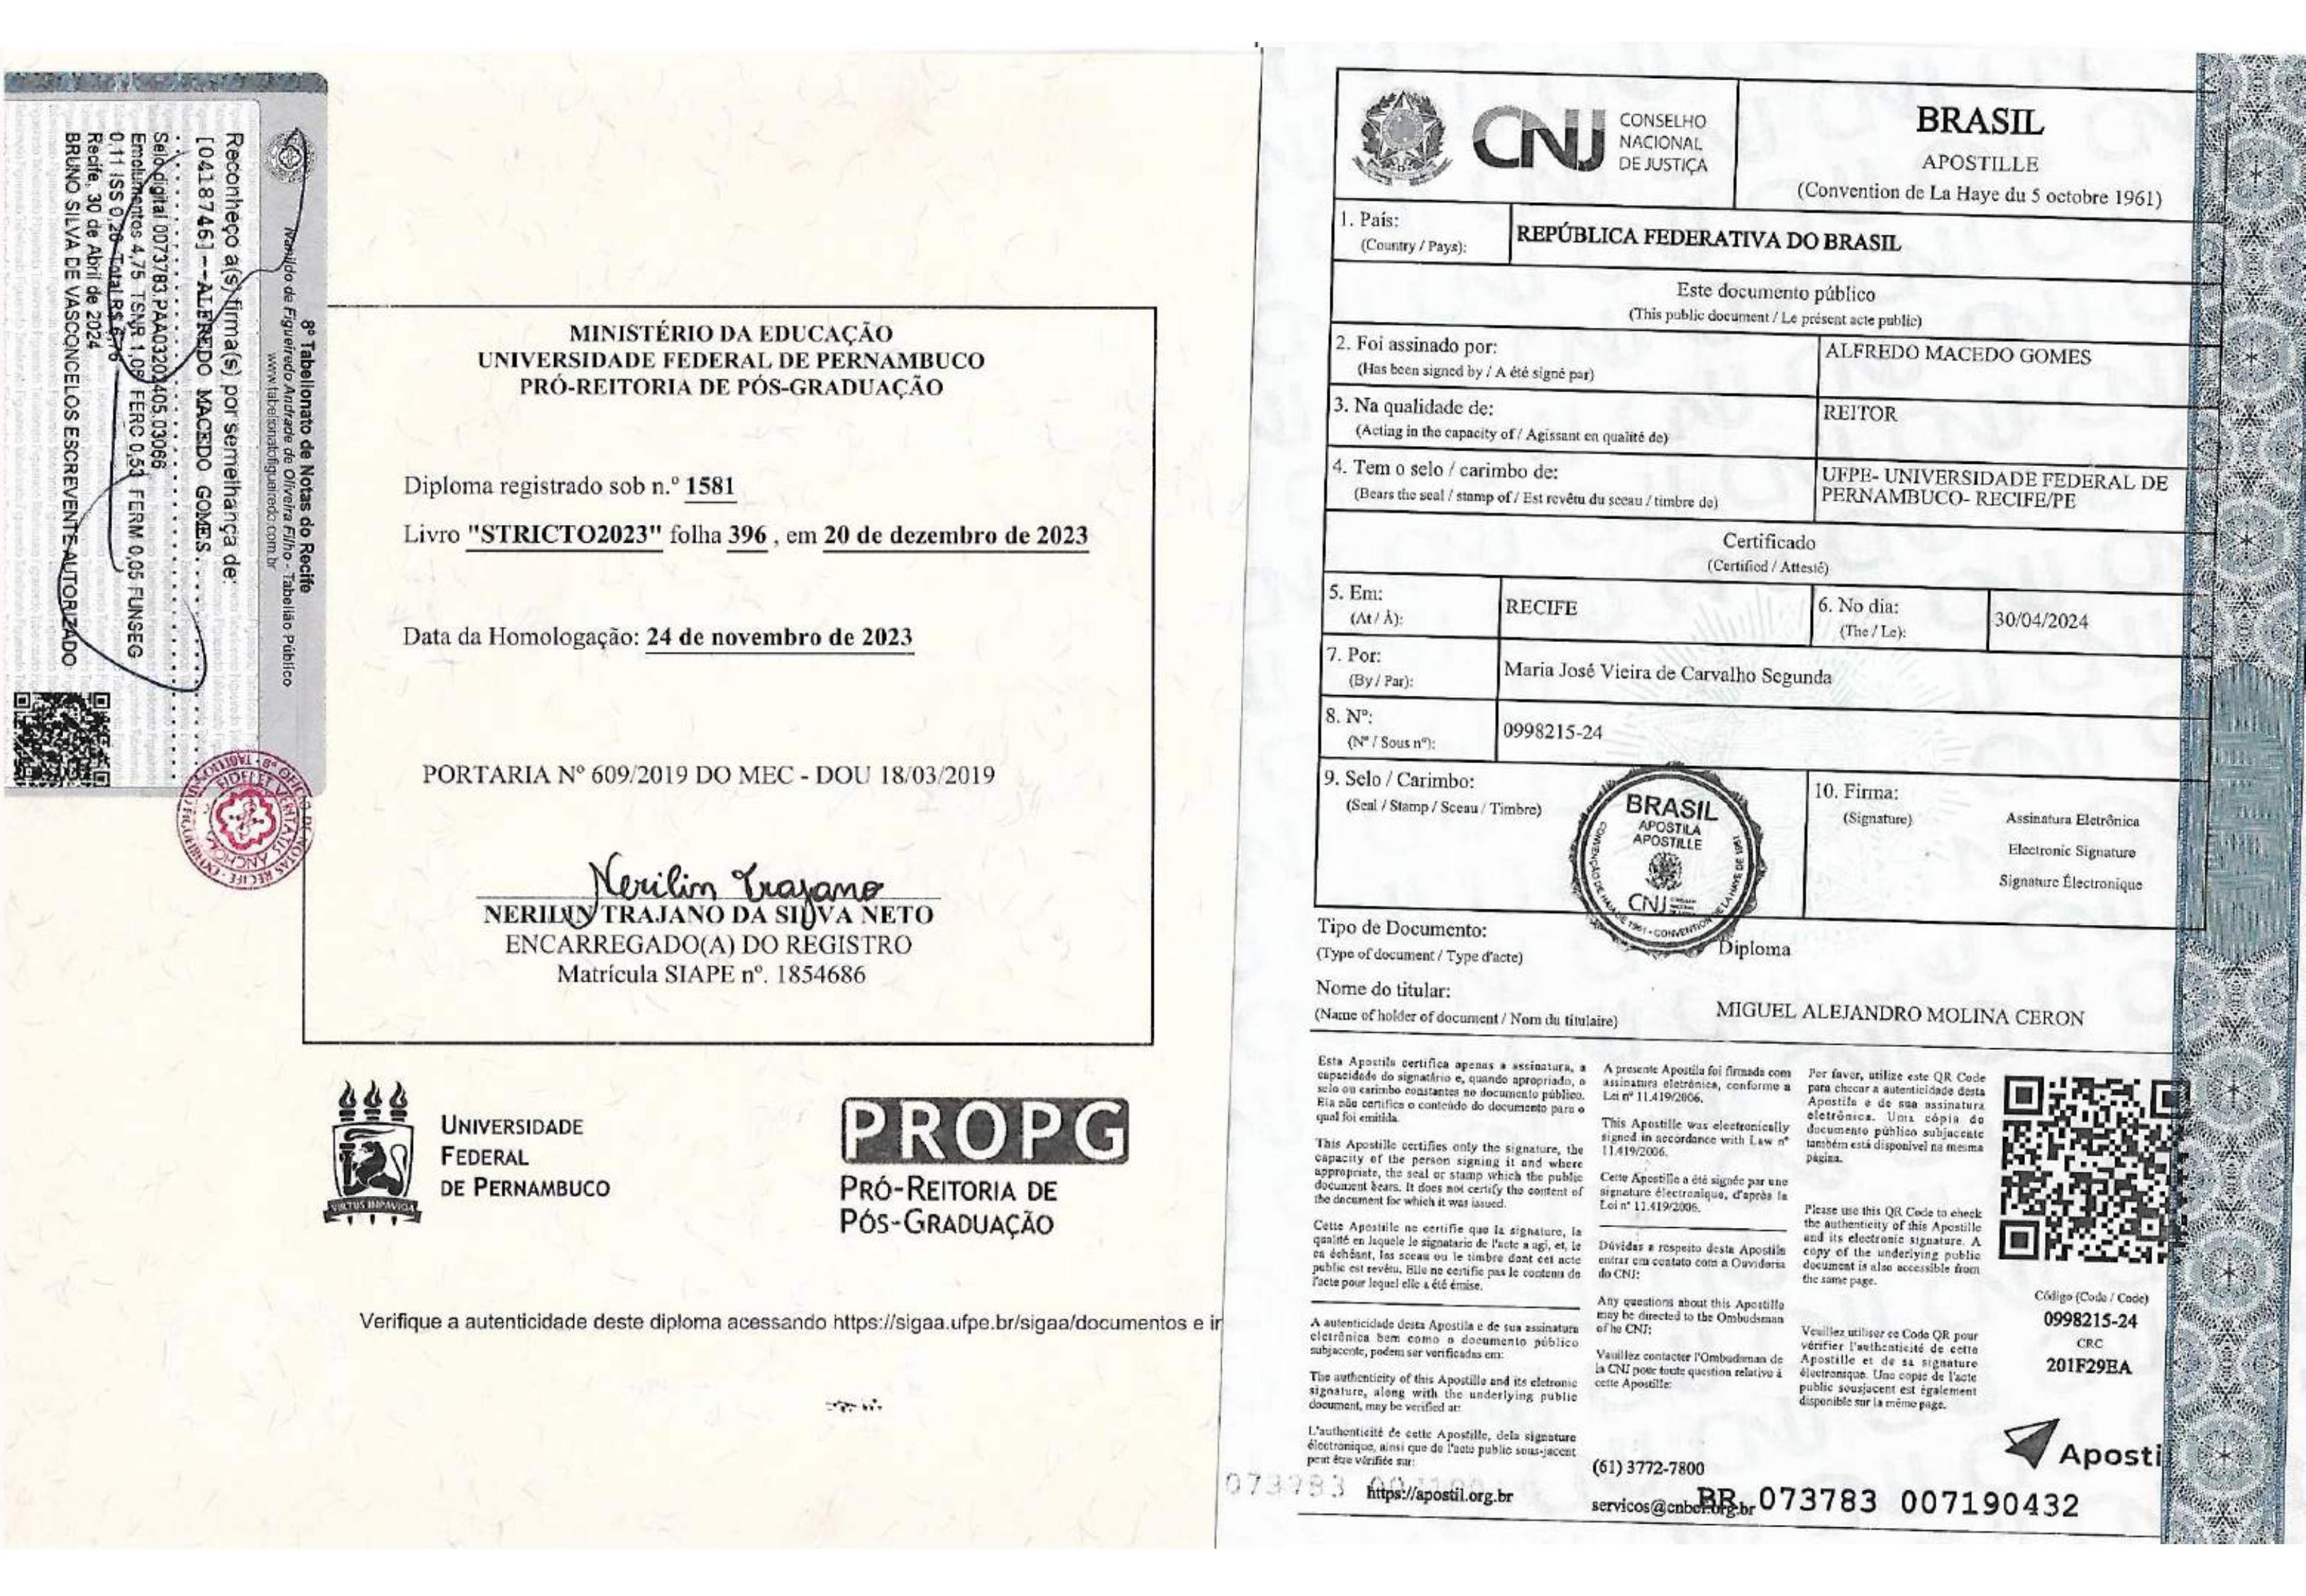 8º Tabelionato de Notas do Recife
Ivanildo de Figueiredo Andrade de Oliveira Filho - Tabelião Público
www.tabelionatofigueiredo.com.br
Reconheço a(s) firma(s) por semelhança de:
[0418746]--ALFREDO MACEDO GOMES
Selo digital 0073783.PAA03202405.03066
Emolumentos 4,75 TSNR 1,08 FERC 0,53 FERM 0,05 FUNSEG
0,11 ISS 0,26 Total R$ 6,76
Recife, 30 de Abril de 2024
BRUNO SILVA DE VASCONCELOS ESCREVENTE AUTORIZADO
MINISTÉRIO DA EDUCAÇÃO
UNIVERSIDADE FEDERAL DE PERNAMBUCO
PRÓ-REITORIA DE PÓS-GRADUAÇÃO
Diploma registrado sob n.º 1581
Livro "STRICTO2023" folha 396 , em 20 de dezembro de 2023
Data da Homologação: 24 de novembro de 2023
PORTARIA Nº 609/2019 DO MEC - DOU 18/03/2019
Nerilin Trajano
NERILIN TRAJANO DA SILVA NETO
ENCARREGADO(A) DO REGISTRO
Matrícula SIAPE nº. 1854686
VIRTUS IMPAVIDA
UNIVERSIDADE
FEDERAL
DE PERNAMBUCO
PROPG
PRÓ-REITORIA DE
PÓS-GRADUAÇÃO
Verifique a autenticidade deste diploma acessando https://sigaa.ufpe.br/sigaa/documentos e ir
CNJ
CONSELHO
NACIONAL
DE JUSTIÇA
BRASIL
APOSTILLE
(Convention de La Haye du 5 octobre 1961)
1. País:
(Country / Pays):
REPÚBLICA FEDERATIVA DO BRASIL
Este documento público
(This public document / Le présent acte public)
2. Foi assinado por:
(Has been signed by / A été signé par)
ALFREDO MACEDO GOMES
3. Na qualidade de:
(Acting in the capacity of / Agissant en qualité de)
REITOR
4. Tem o selo / carimbo de:
(Bears the seal / stamp of / Est revêtu du sceau / timbre de)
UFPE- UNIVERSIDADE FEDERAL DE
PERNAMBUCO- RECIFE/PE
Certificado
(Certified / Attesté)
5. Em:
(At / À):
RECIFE
6. No dia:
(The / Le):
30/04/2024
7. Por:
(By / Par):
Maria José Vieira de Carvalho Segunda
8. Nº:
(Nº / Sous nº):
0998215-24
9. Selo / Carimbo:
(Seal / Stamp / Sceau / Timbre)
BRASIL
APOSTILA
APOSTILLE
CNJ
CONVENÇÃO DE HAIA DE 1961 - CONVENTION DE LA HAYE DE 1961
10. Firma:
(Signature)
Assinatura Eletrônica
Electronic Signature
Signature Électronique
Tipo de Documento:
(Type of document / Type d'acte)
Diploma
Nome do titular:
(Name of holder of document / Nom du titulaire)
MIGUEL ALEJANDRO MOLINA CERON
Esta Apostila certifica apenas a assinatura, a
capacidade do signatário e, quando apropriado, o
selo ou carimbo constantes no documento público.
Ela não certifica o conteúdo do documento para o
qual foi emitida.
This Apostille certifies only the signature, the
capacity of the person signing it and where
appropriate, the seal or stamp which the public
document bears. It does not certify the content of
the document for which it was issued.
Cette Apostille ne certifie que la signature, la
qualité en laquele le signataire de l'acte a agi, et, le
ca échéant, las sceau ou le timbre dont cet acte
public est revêtu. Elle ne certific pas le contenu de
l'acte pour lequel elle a été émise.
A autenticidade desta Apostila e de sua assinatura
eletrônica bem como o documento público
subjacente, podem ser verificadas em:
The authenticity of this Apostille and its eletronic
signature, along with the underlying public
document, may be verified at:
L'authenticité de cette Apostille, dela signature
électronique, ainsi que de l'acte public sous-jacent
peut être vérifiée sur:
https://apostil.org.br
A presente Apostila foi firmada com
assinatura eletrônica, conforme a
Lei nº 11.419/2006.
This Apostille was electronically
signed in accordance with Law nº
11.419/2006.
Cette Apostille a été signée par une
signature électronique, d'après la
Loi nº 11.419/2006.
Dúvidas a respeito desta Apostila
entrar em contato com a Ouvidoria
do CNJ:
Any questions about this Apostille
may be directed to the Ombudsman
of he CNJ:
Vauillez contacter l'Ombudsman de
la CNJ pour toute question relative à
cette Apostille:
(61) 3772-7800
Por favor, utilize este QR Code
para checar a autenticidade desta
Apostila e de sua assinatura
eletrônica. Uma cópia do
documento público subjacente
também está disponível na mesma
página.
Please use this QR Code to check
the authenticity of this Apostille
and its electronic signature. A
copy of the underlying public
document is also accessible from
the same page.
Veuillez utiliser ce Code QR pour
vérifier l'authenticité de cette
Apostille et de sa signature
électronique. Une copie de l'acte
public sousjacent est également
disponible sur la même page.
Código (Code / Code)
0998215-24
CRC
201F29EA
Aposti
BR 073783 007190432